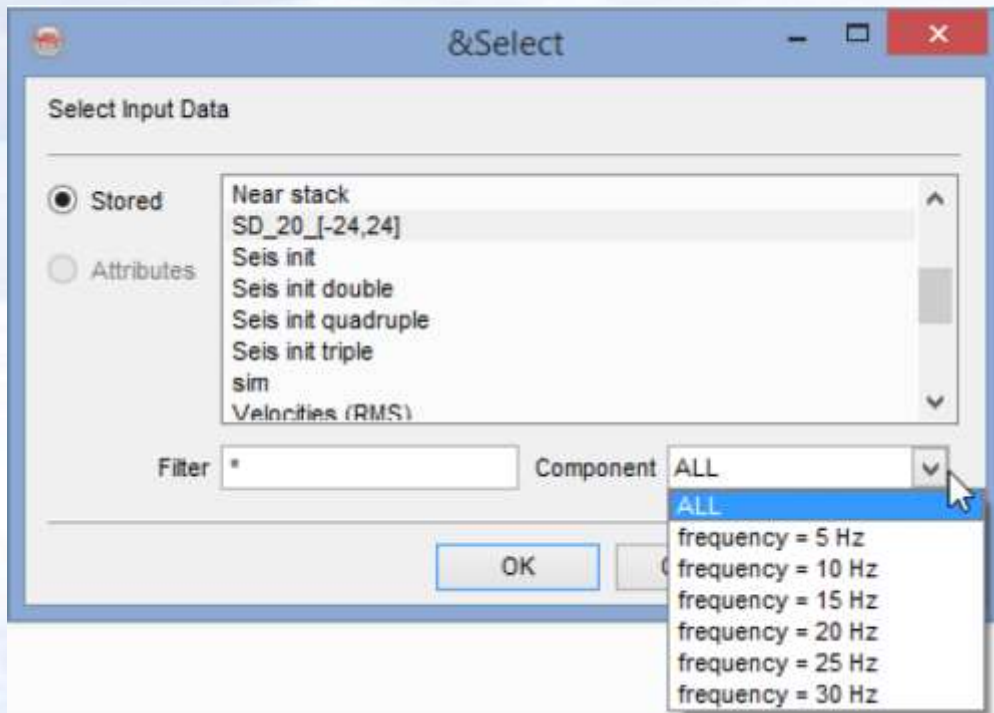 &Select
Select Input Data
Stored
Attributes
Near stack
SD_20_[-24,24]
Seis init
Seis init double
Seis init quadruple
Seis init triple
sim
Velocities (RMS)
Filter * Component ALL
ALL
frequency = 5 Hz
OK
frequency = 10 Hz
frequency = 15 Hz
frequency = 20 Hz
frequency = 25 Hz
frequency = 30 Hz